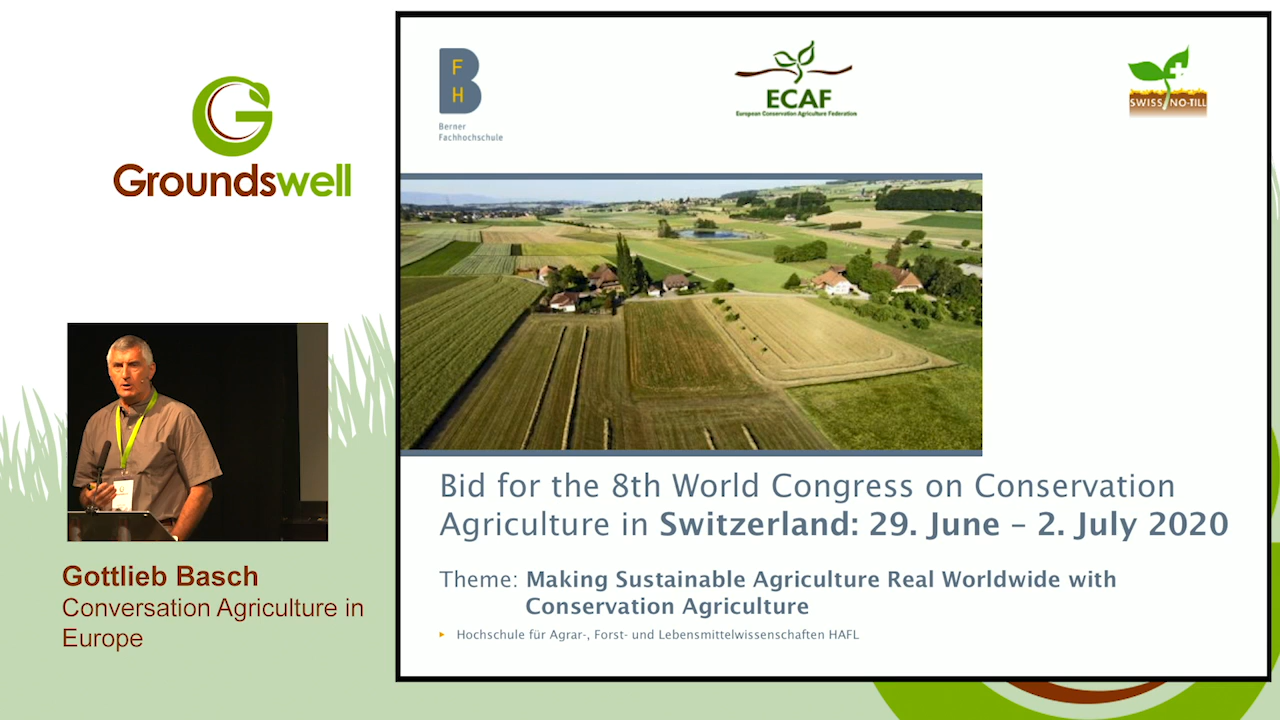 Groundswell
Gottlieb Basch
Conversation Agriculture in
Europe
F
B
H
Berner
Fachhochschule
ECAF
European Conservation Agriculture Federation
SWISS NO-TILL
Bid for the 8th World Congress on Conservation
Agriculture in Switzerland: 29. June – 2. July 2020
Theme: Making Sustainable Agriculture Real Worldwide with
Conservation Agriculture
Hochschule für Agrar-, Forst- und Lebensmittelwissenschaften HAFL